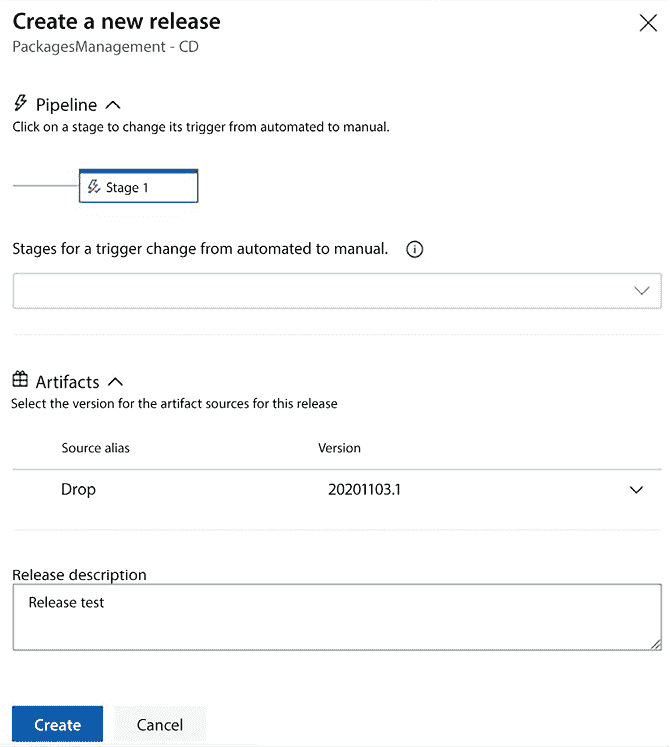 Create a new release
PackagesManagement - CD
Pipeline
Click on a stage to change its trigger from automated to manual.
Stage 1
Stages for a trigger change from automated to manual.
Artifacts
Select the version for the artifact sources for this release
Source alias Version
Drop 20201103.1
Release description
Release test
Create Cancel